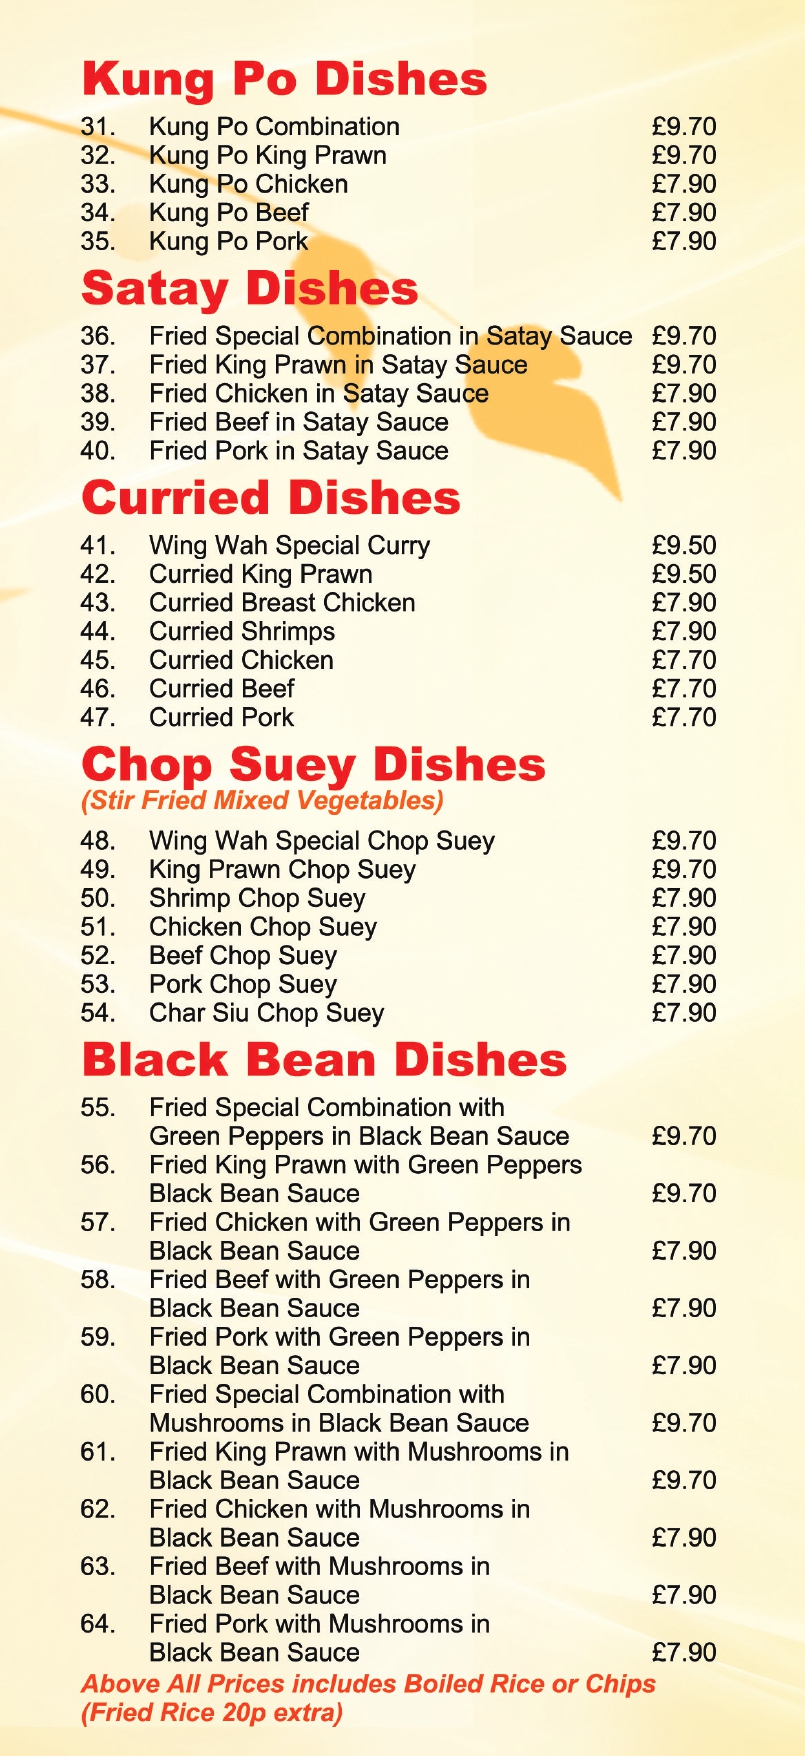 Kung Po Dishes
31. Kung Po Combination £9.70
32. Kung Po King Prawn £9.70
33. Kung Po Chicken £7.90
34. Kung Po Beef £7.90
35. Kung Po Pork £7.90
Satay Dishes
36. Fried Special Combination in Satay Sauce £9.70
37. Fried King Prawn in Satay Sauce £9.70
38. Fried Chicken in Satay Sauce £7.90
39. Fried Beef in Satay Sauce £7.90
40. Fried Pork in Satay Sauce £7.90
Curried Dishes
41. Wing Wah Special Curry £9.50
42. Curried King Prawn £9.50
43. Curried Breast Chicken £7.90
44. Curried Shrimps £7.90
45. Curried Chicken £7.70
46. Curried Beef £7.70
47. Curried Pork £7.70
Chop Suey Dishes
(Stir Fried Mixed Vegetables)
48. Wing Wah Special Chop Suey £9.70
49. King Prawn Chop Suey £9.70
50. Shrimp Chop Suey £7.90
51. Chicken Chop Suey £7.90
52. Beef Chop Suey £7.90
53. Pork Chop Suey £7.90
54. Char Siu Chop Suey £7.90
Black Bean Dishes
55. Fried Special Combination with
Green Peppers in Black Bean Sauce £9.70
56. Fried King Prawn with Green Peppers
Black Bean Sauce £9.70
57. Fried Chicken with Green Peppers in
Black Bean Sauce £7.90
58. Fried Beef with Green Peppers in
Black Bean Sauce £7.90
59. Fried Pork with Green Peppers in
Black Bean Sauce £7.90
60. Fried Special Combination with
Mushrooms in Black Bean Sauce £9.70
61. Fried King Prawn with Mushrooms in
Black Bean Sauce £9.70
62. Fried Chicken with Mushrooms in
Black Bean Sauce £7.90
63. Fried Beef with Mushrooms in
Black Bean Sauce £7.90
64. Fried Pork with Mushrooms in
Black Bean Sauce £7.90
Above All Prices includes Boiled Rice or Chips
(Fried Rice 20p extra)